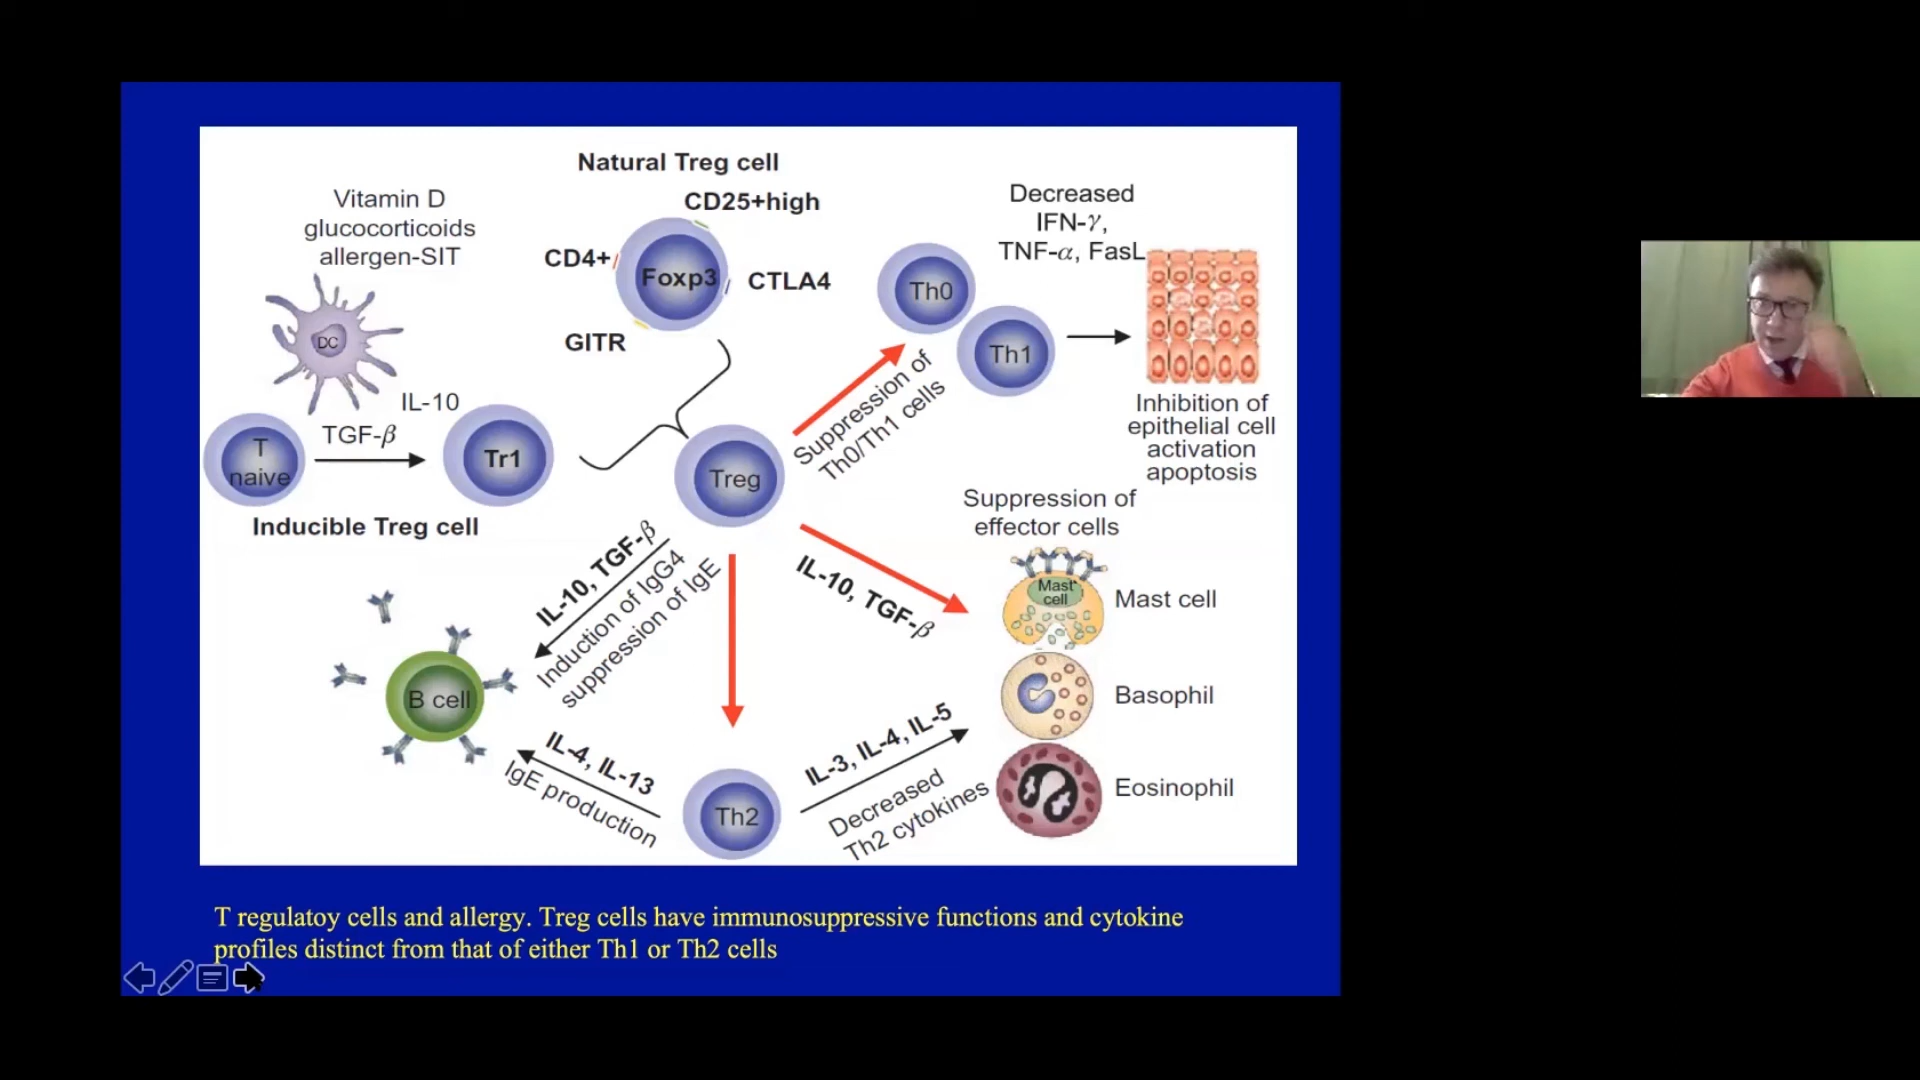 Natural Treg cell
CD25+high
CD4+
Foxp3
CTLA4
GITR
Vitamin D
glucocorticoids
allergen-SIT
DC
IL-10
TGF-β
T
naive
Tr1
Inducible Treg cell
Treg
Th0
Th1
Decreased
IFN-γ,
TNF-α, FasL
Suppression of
Th0/Th1 cells
Inhibition of
epithelial cell
activation
apoptosis
Suppression of
effector cells
Mast
cell
Mast cell
Basophil
Eosinophil
IL-10, TGF-β
IL-10, TGF-β
Induction of IgG4
suppression of IgE
B cell
IL-4, IL-13
IgE production
Th2
IL-3, IL-4, IL-5
Decreased
Th2 cytokines
T regulatoy cells and allergy. Treg cells have immunosuppressive functions and cytokine
profiles distinct from that of either Th1 or Th2 cells